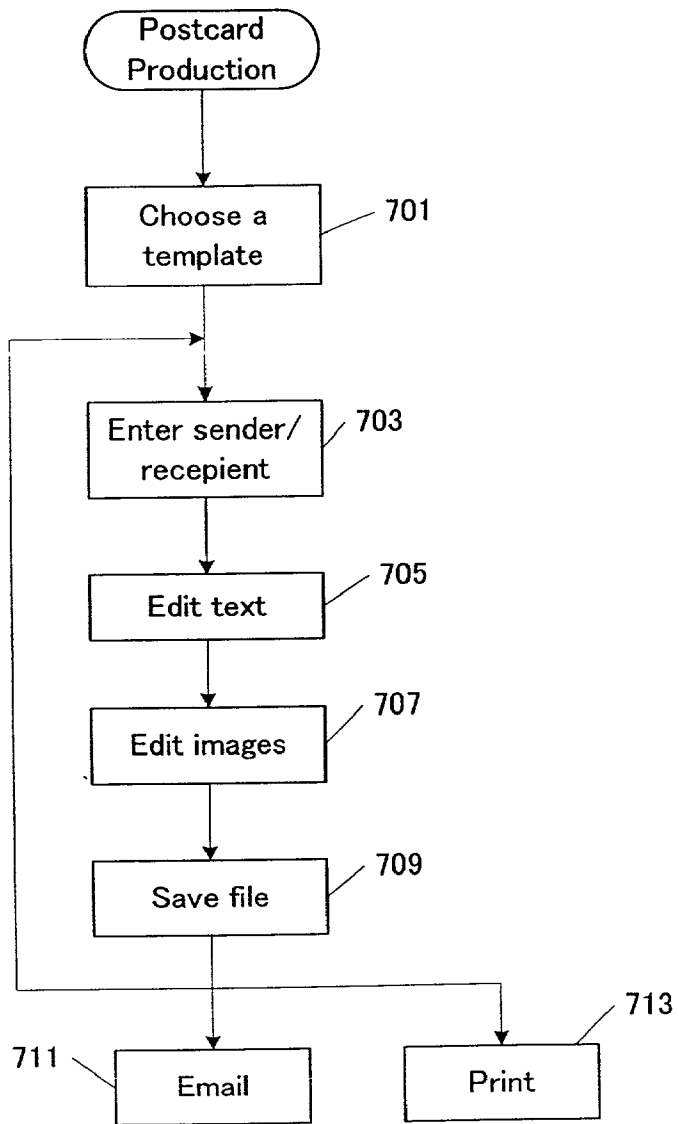 Postcard
Production
Choose a
template
701
Enter sender/
recepient
703
Edit text
705
Edit images
707
Save file
709
711
Email
713
Print